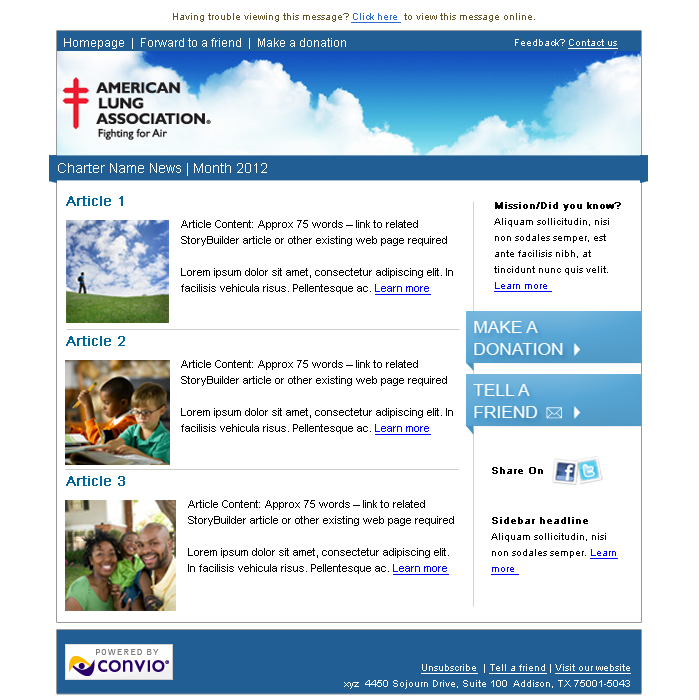 Having trouble viewing this message? Click here to view this message online.
Homepage | Forward to a friend | Make a donation
Feedback? Contact us
AMERICAN
LUNG
ASSOCIATION®
Fighting for Air
Charter Name News | Month 2012
Article 1
Article Content: Approx 75 words – link to related
StoryBuilder article or other existing web page required
Lorem ipsum dolor sit amet, consectetur adipiscing elit. In
facilisis vehicula risus. Pellentesque ac. Learn more
Article 2
Article Content: Approx 75 words – link to related
StoryBuilder article or other existing web page required
Lorem ipsum dolor sit amet, consectetur adipiscing elit. In
facilisis vehicula risus. Pellentesque ac. Learn more
Article 3
Article Content: Approx 75 words – link to related
StoryBuilder article or other existing web page required
Lorem ipsum dolor sit amet, consectetur adipiscing elit.
In facilisis vehicula risus. Pellentesque ac. Learn more
Mission/Did you know?
Aliquam sollicitudin, nisi
non sodales semper, est
ante facilisis nibh, at
tincidunt nunc quis velit.
Learn more
MAKE A
DONATION
TELL A
FRIEND
Share On
Sidebar headline
Aliquam sollicitudin, nisi
non sodales semper. Learn
more
POWERED BY
convio®
Unsubscribe | Tell a friend | Visit our website
xyz 4450 Sojourn Drive, Suite 100 Addison, TX 75001-5043